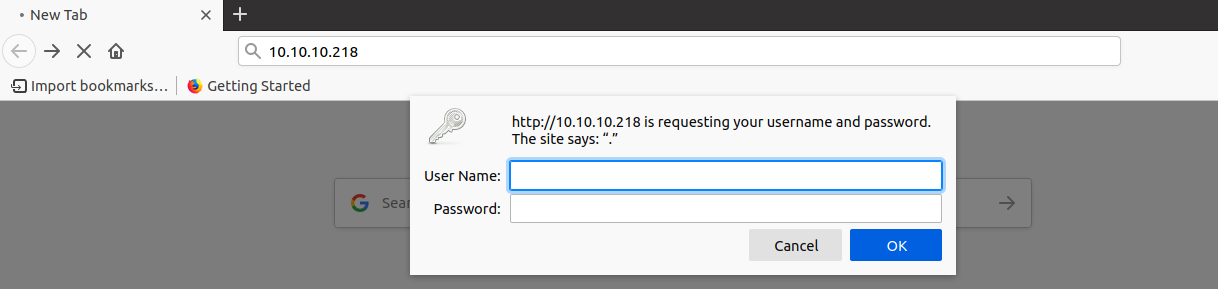 New Tab
10.10.10.218
Import bookmarks…
Getting Started
http://10.10.10.218 is requesting your username and password.
The site says: “.”
User Name:
Password:
Cancel
OK